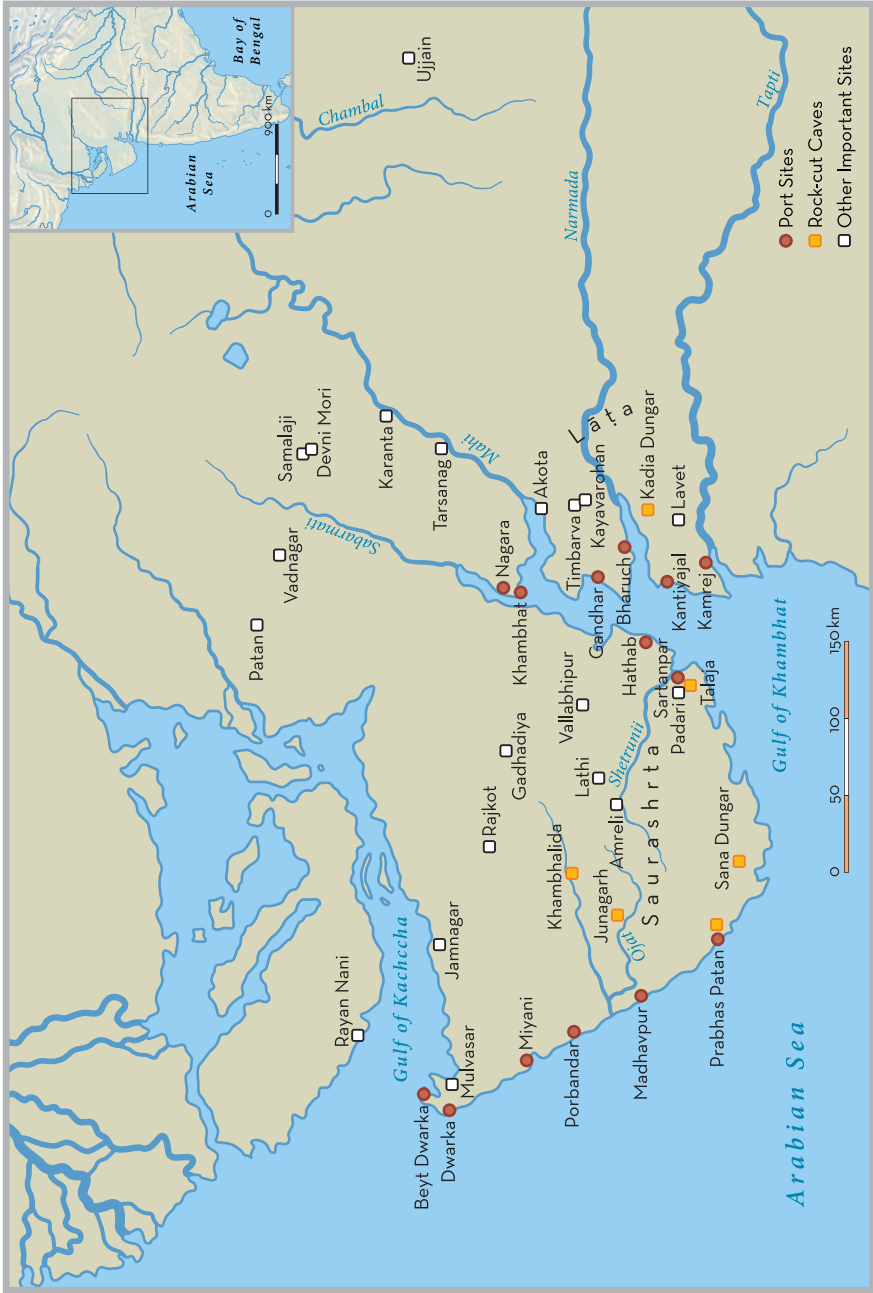 Bay of
Bengal
Arabian
Sea
0
900 km
Ujjain
Chambal
Narmada
Tapti
Port Sites
Rock-cut Caves
Other Important Sites
Samalaji
Devni Mori
Karanta
Tarsanag
Mahi
Sabarmati
Vadnagar
Patan
Akota
Nagara
Khambhat
Timbarva
Kayavarohan
Lāṭa
Kadia Dungar
Lavet
Gandhar
Bharuch
Kantiyajal
Kamrej
Hathab
Sartanpar
Padari
Talaja
Vallabhipur
Gadhadiya
Rajkot
Lathi
Shetrunji
Amreli
Khambhalida
Junagarh
Ojat
Saurashrta
Sana Dungar
Prabhas Patan
Madhavpur
Porbandar
Miyani
Jamnagar
Rayan Nani
Gulf of Kachccha
Mulvasar
Beyt Dwarka
Dwarka
Gulf of Khambhat
0
50
100
150 km
Arabian Sea